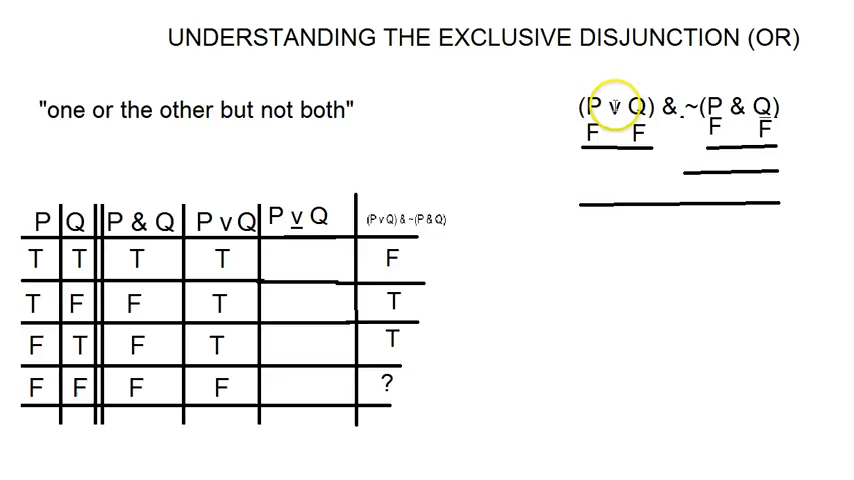 UNDERSTANDING THE EXCLUSIVE DISJUNCTION (OR)
"one or the other but not both"
(P v Q) & ~(P & Q)
F F F F
P Q P & Q P v Q P v Q (P v Q) & ~(P & Q)
T T T T F
T F F T T
F T F T T
F F F F ?